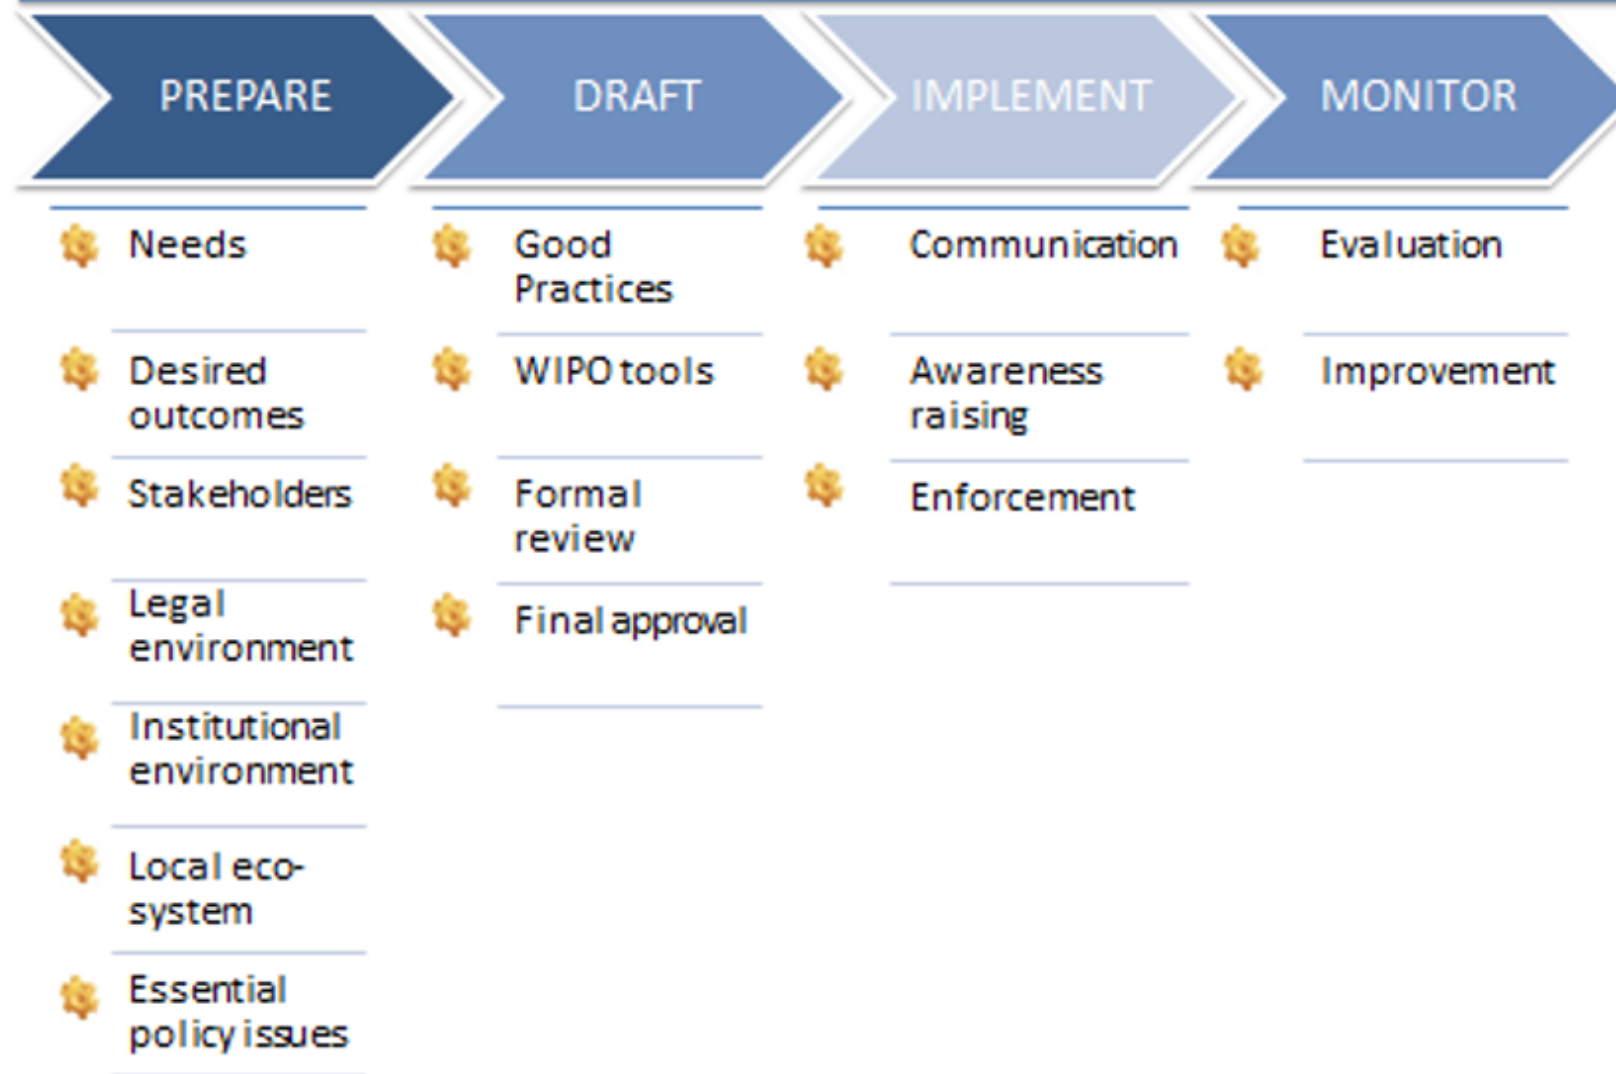 PREPARE
Needs
Desired
outcomes
Stakeholders
Legal
environment
Institutional
environment
Local eco-
system
Essential
policy issues
DRAFT
Good
Practices
WIPO tools
Formal
review
Final approval
IMPLEMENT
Communication
Awareness
raising
Enforcement
MONITOR
Evaluation
Improvement